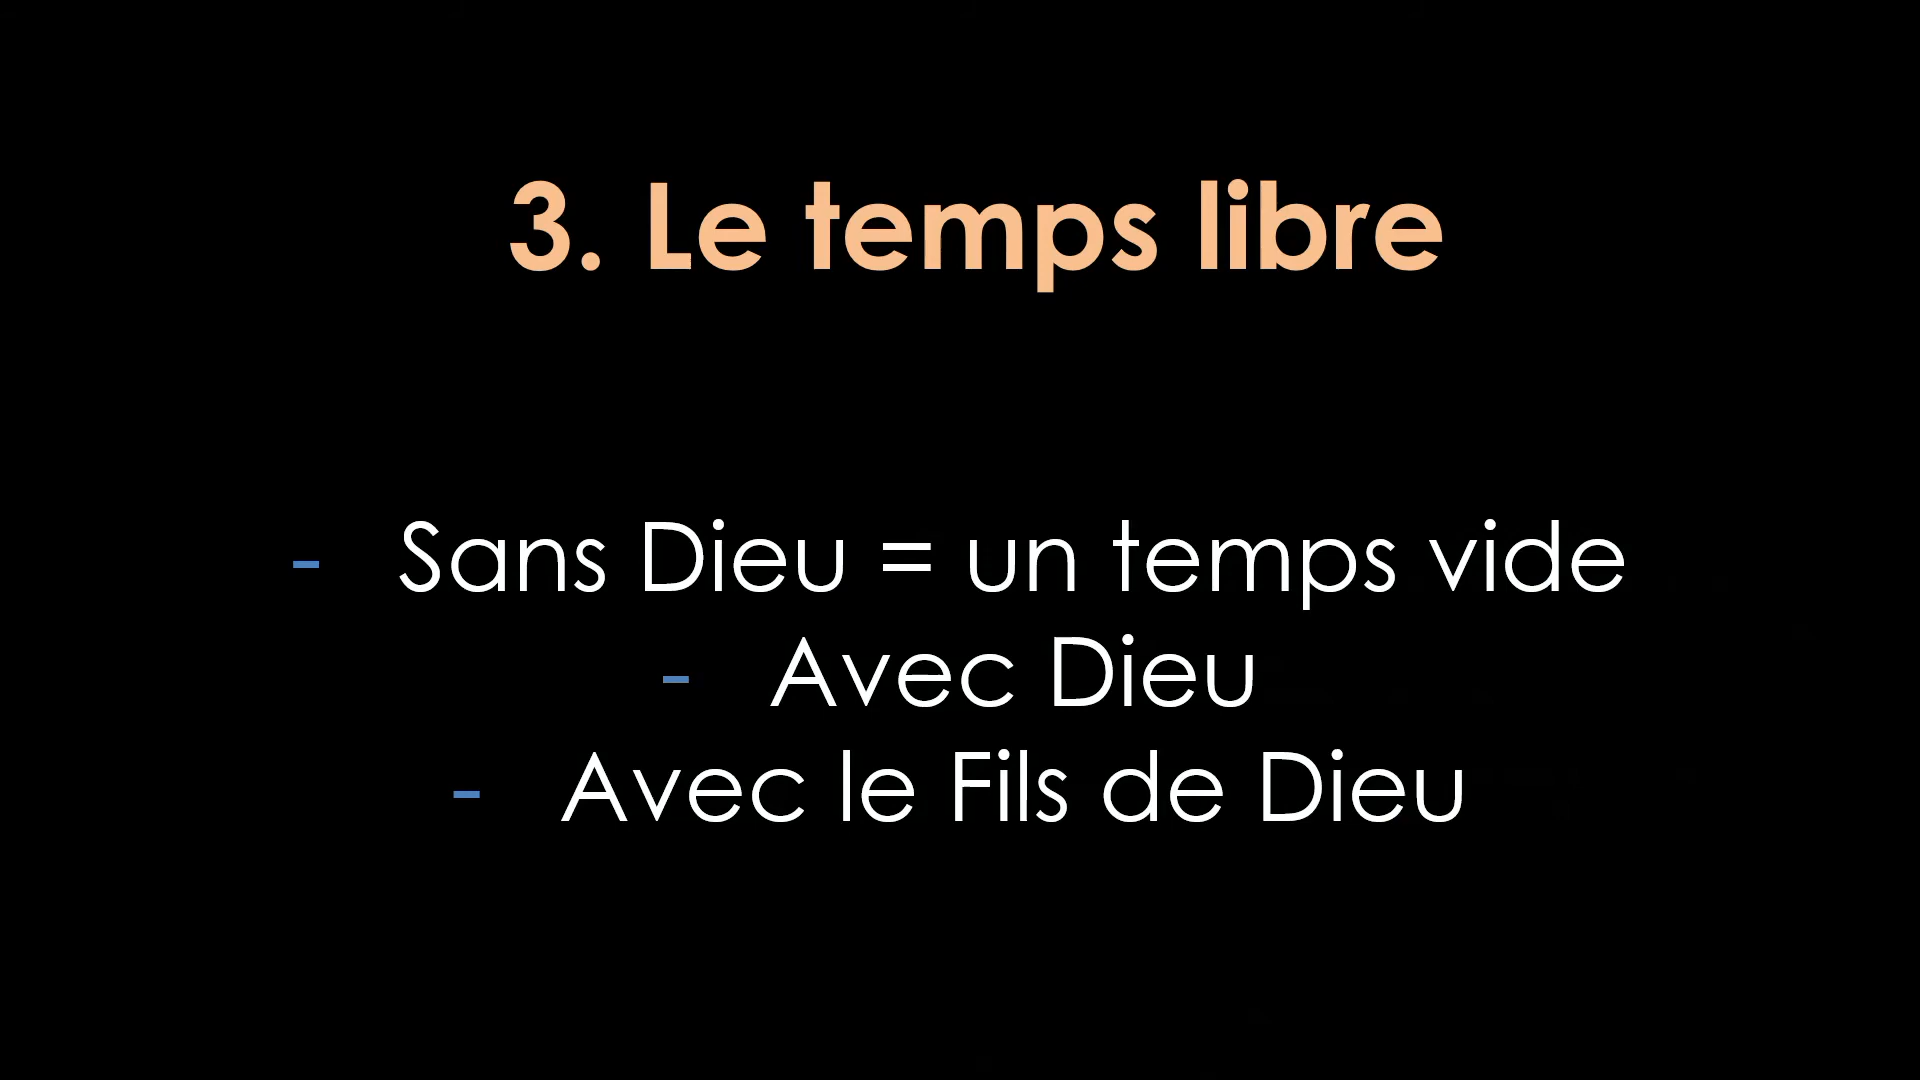 3. Le temps libre
- Sans Dieu = un temps vide
- Avec Dieu
- Avec le Fils de Dieu